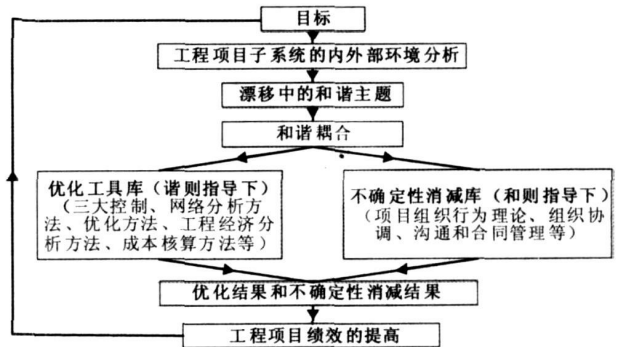 目标
工程项目子系统的内外部环境分析
漂移中的和谐主题
和谐耦合
优化工具库（谐则指导下）
（三大控制、网络分析方
法、优化方法、工程经济分
析方法、成本核算方法等）
不确定性消减库（和则指导下）
（项目组织行为理论、组织协
调、沟通和合同管理等）
优化结果和不确定性消减结果
工程项目绩效的提高